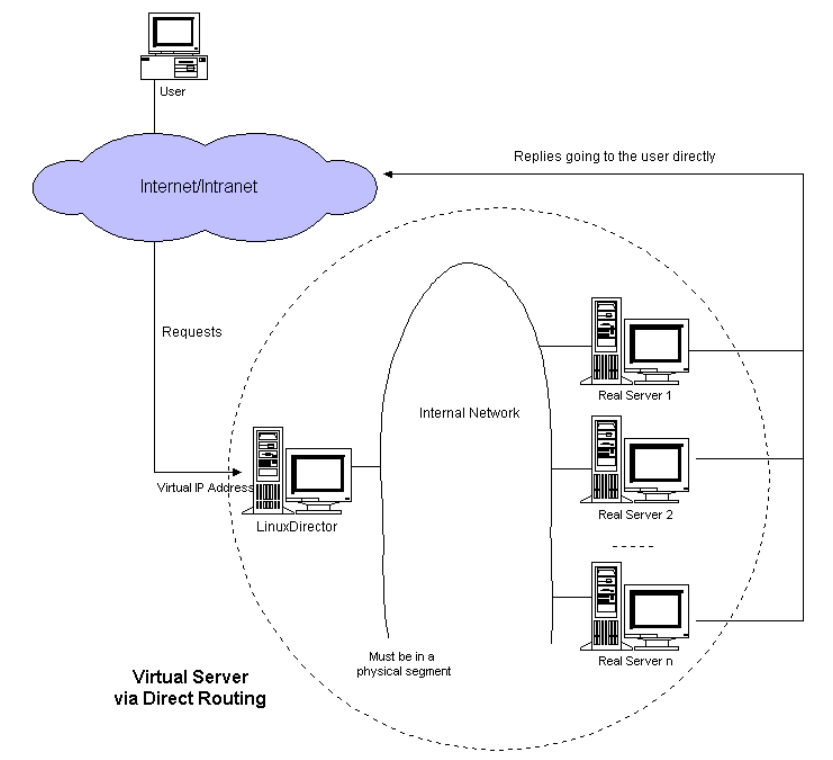 User
Replies going to the user directly
Internet/Intranet
Requests
Real Server 1
Internal Network
Virtual IP Address
Real Server 2
LinuxDirector
Must be in a
physical segment
Real Server n
Virtual Server
via Direct Routing